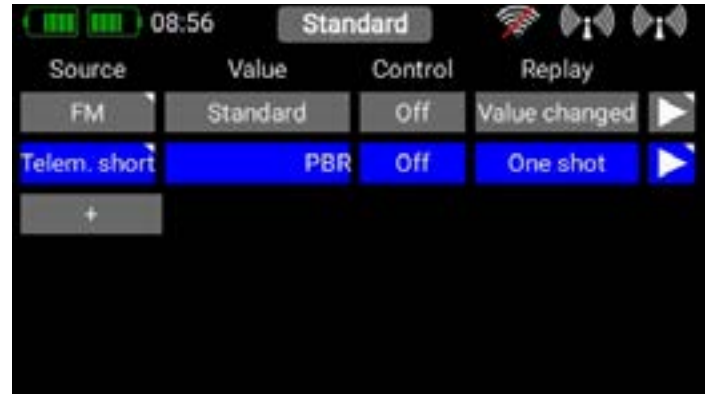 08:56 Standard
Source Value Control Replay
FM Standard Off Value changed
Telem. short PBR Off One shot
+